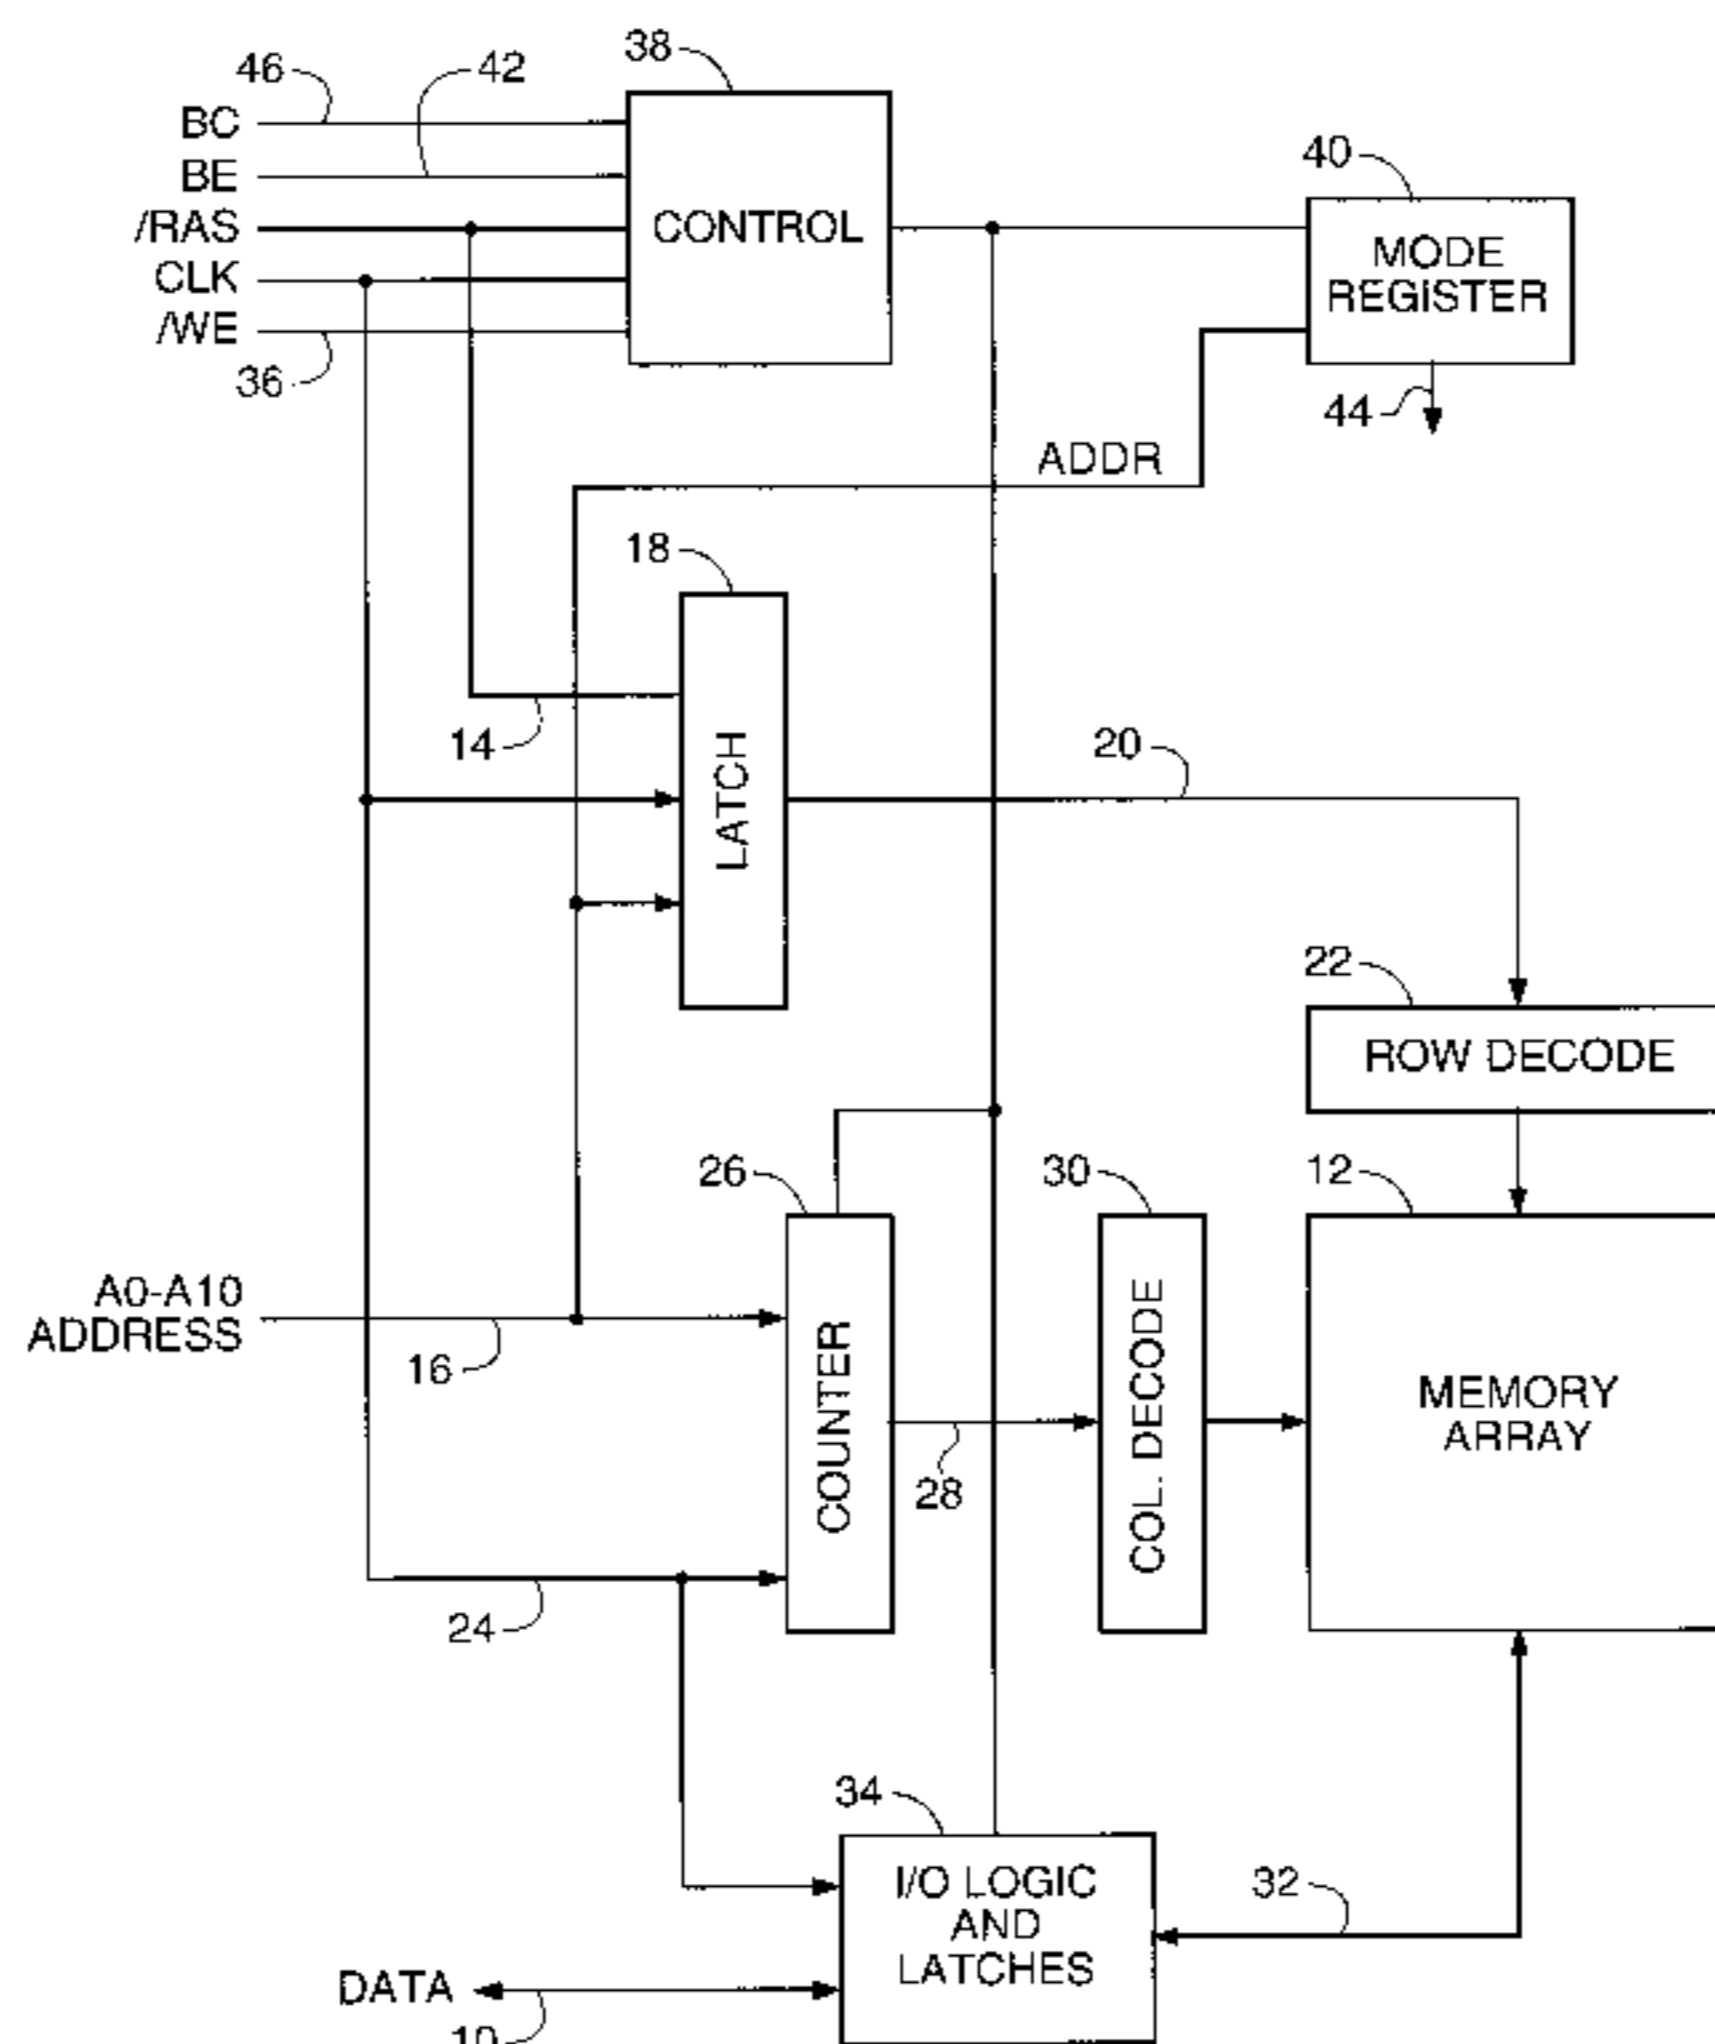 38
46
42
BC
BE
/RAS
CLK
/WE
36
CONTROL
40
MODE
REGISTER
44
ADDR
18
14
LATCH
20
22
ROW DECODE
26
30
12
A0-A10
ADDRESS
16
COUNTER
28
COL. DECODE
MEMORY
ARRAY
24
34
I/O LOGIC
AND
LATCHES
32
DATA
10